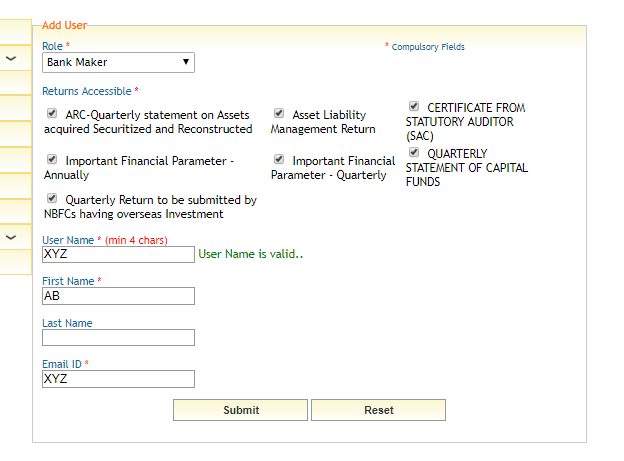 Add User
Role *
* Compulsory Fields
Bank Maker
Returns Accessible *
ARC-Quarterly statement on Assets
acquired Securitized and Reconstructed
Asset Liability
Management Return
CERTIFICATE FROM
STATUTORY AUDITOR
(SAC)
Important Financial Parameter -
Annually
Important Financial
Parameter - Quarterly
QUARTERLY
STATEMENT OF CAPITAL
FUNDS
Quarterly Return to be submitted by
NBFCs having overseas Investment
User Name * (min 4 chars)
XYZ
User Name is valid..
First Name *
AB
Last Name
Email ID *
XYZ
Submit
Reset